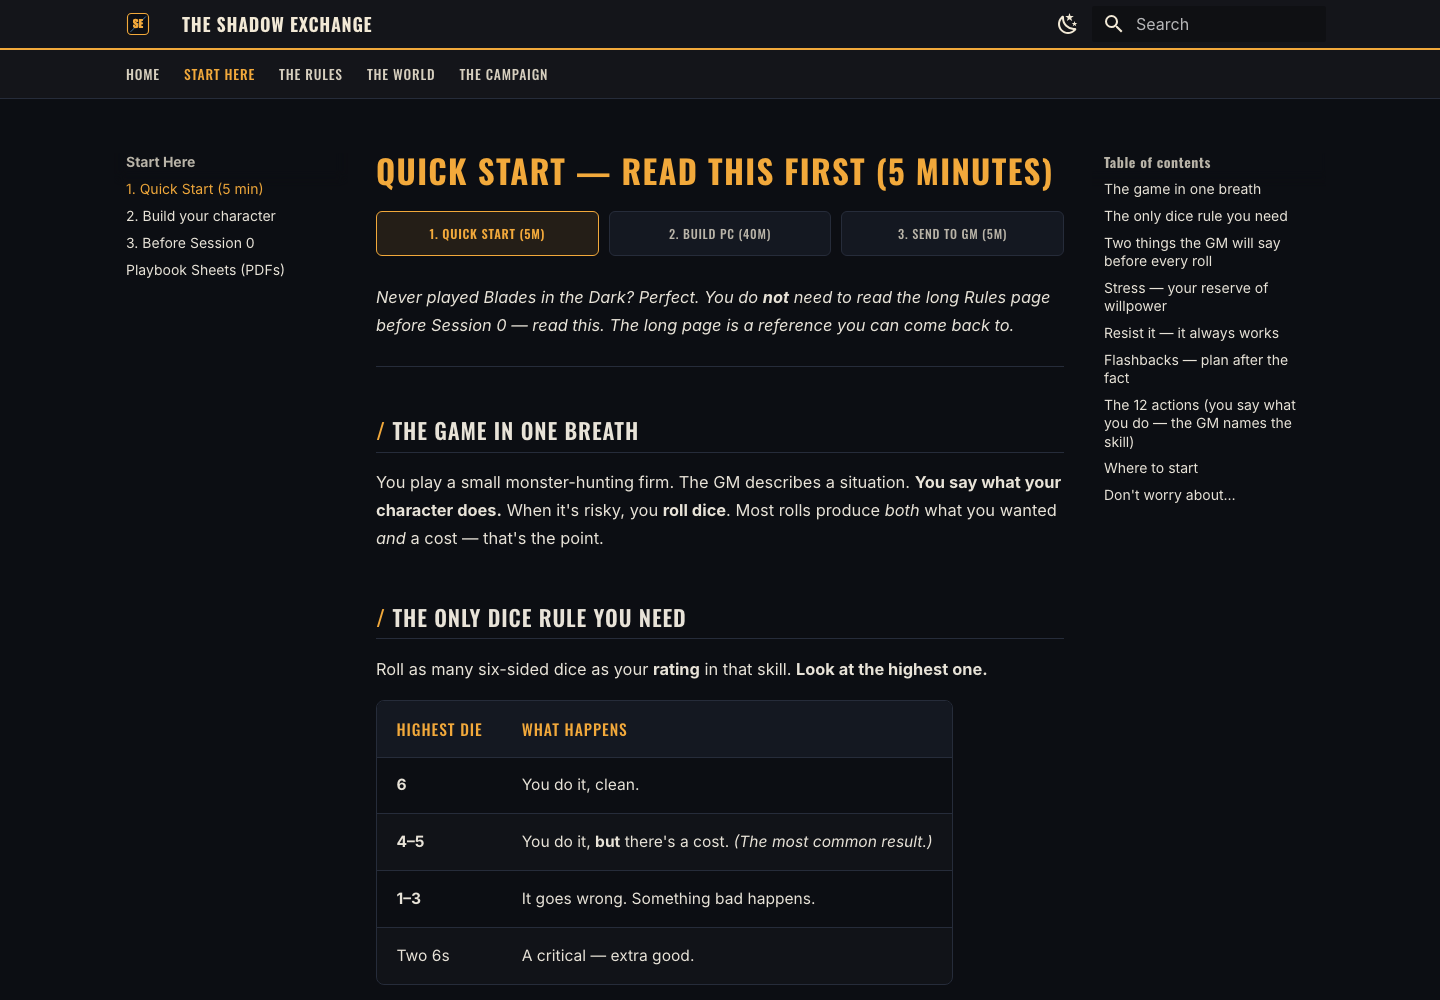 SE
THE SHADOW EXCHANGE
Search
HOME
START HERE
THE RULES
THE WORLD
THE CAMPAIGN
Start Here
1. Quick Start (5 min)
2. Build your character
3. Before Session 0
Playbook Sheets (PDFs)
QUICK START — READ THIS FIRST (5 MINUTES)
1. QUICK START (5M)
2. BUILD PC (40M)
3. SEND TO GM (5M)
Never played Blades in the Dark? Perfect. You do not need to read the long Rules page
before Session 0 — read this. The long page is a reference you can come back to.
/ THE GAME IN ONE BREATH
You play a small monster-hunting firm. The GM describes a situation. You say what your
character does. When it's risky, you roll dice. Most rolls produce both what you wanted
and a cost — that's the point.
/ THE ONLY DICE RULE YOU NEED
Roll as many six-sided dice as your rating in that skill. Look at the highest one.
HIGHEST DIE WHAT HAPPENS
6 You do it, clean.
4–5 You do it, but there's a cost. (The most common result.)
1–3 It goes wrong. Something bad happens.
Two 6s A critical — extra good.
Table of contents
The game in one breath
The only dice rule you need
Two things the GM will say
before every roll
Stress — your reserve of
willpower
Resist it — it always works
Flashbacks — plan after the
fact
The 12 actions (you say what
you do — the GM names the
skill)
Where to start
Don't worry about...